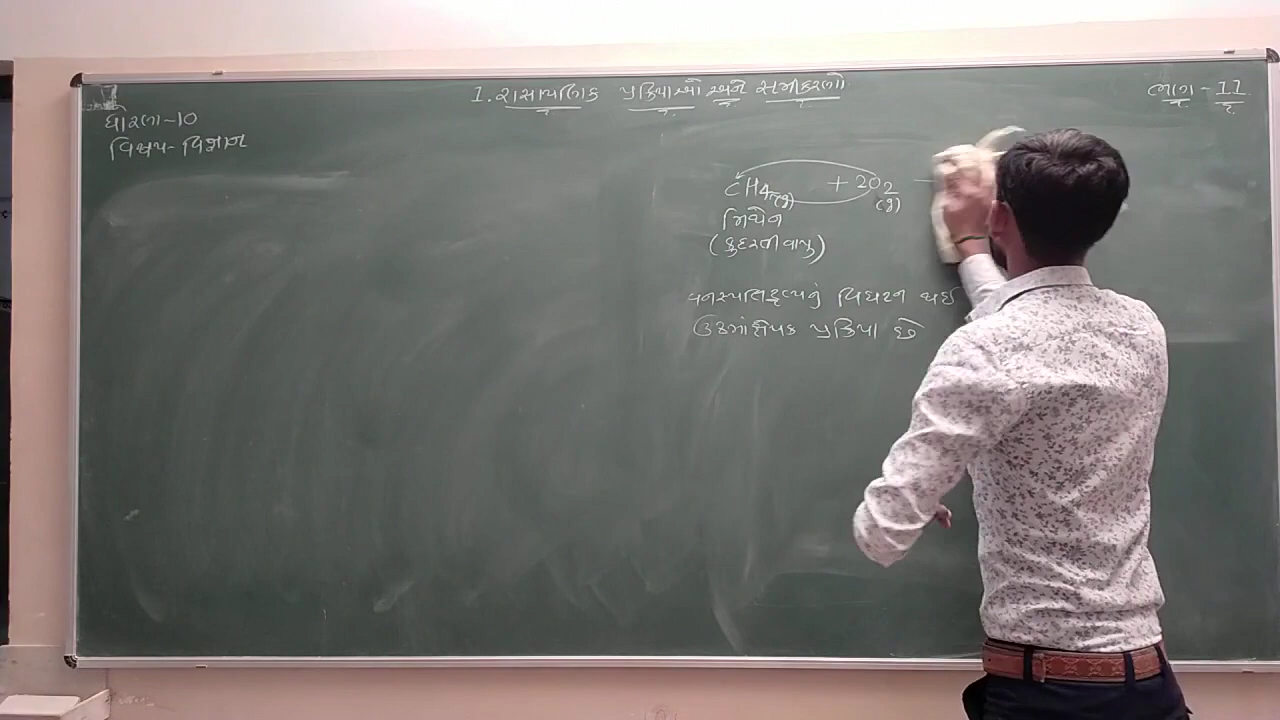 1. રાસાયણિક પ્રક્રિયાઓ અને સમીકરણો
ભાગ - 11
ધોરણ - 10
વિષય - વિજ્ઞાન
CH4(g) + 2O2(g) —
મિથેન
(કુદરતી વાયુ)
વનસ્પતિદ્રવ્યનું વિઘટન થઈ
ઉષ્માક્ષેપક પ્રક્રિયા છે